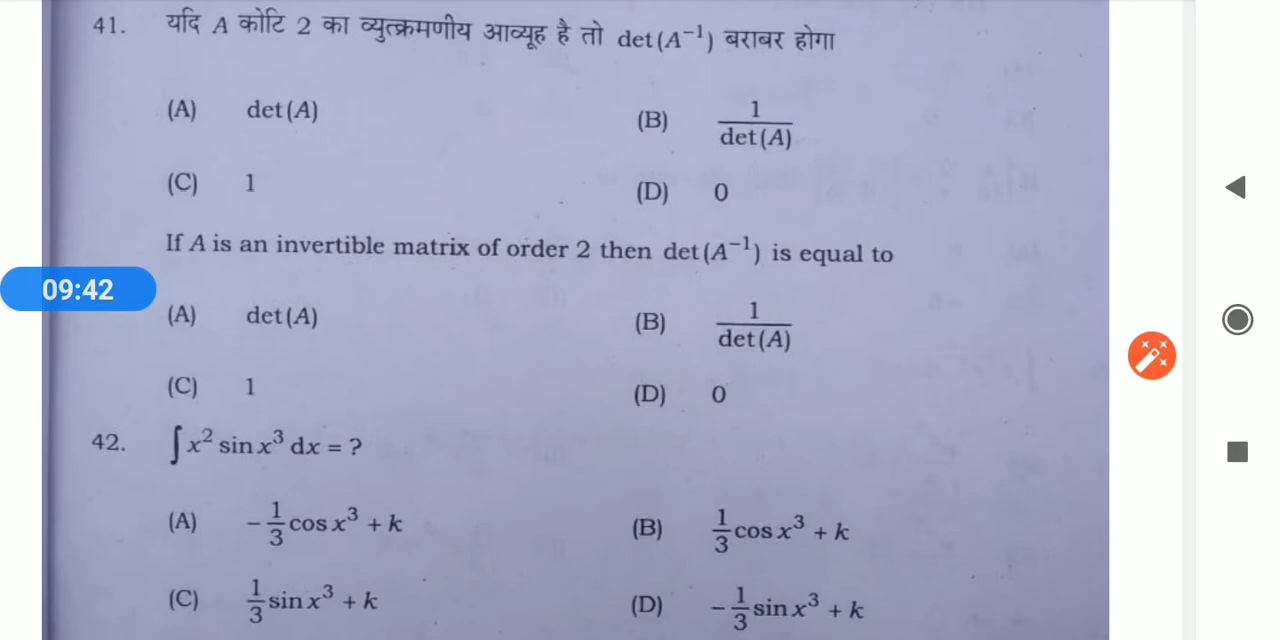 41. यदि A कोटि 2 का व्युत्क्रमणीय आव्यूह है तो det(A⁻¹) बराबर होगा
(A) det(A) (B) 1/det(A)
(C) 1 (D) 0
If A is an invertible matrix of order 2 then det(A⁻¹) is equal to
09:42
(A) det(A) (B) 1/det(A)
(C) 1 (D) 0
42. ∫x² sin x³ dx = ?
(A) -1/3 cos x³ + k (B) 1/3 cos x³ + k
(C) 1/3 sin x³ + k (D) -1/3 sin x³ + k